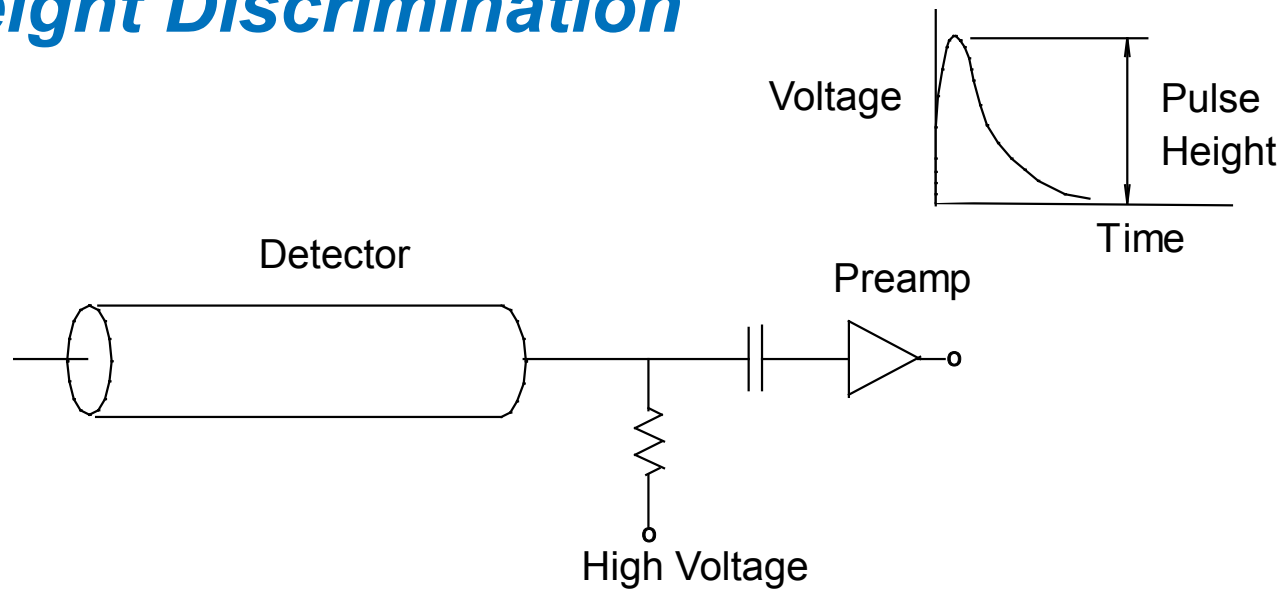 eight Discrimination
Voltage
Pulse
Height
Time
Detector
Preamp
High Voltage